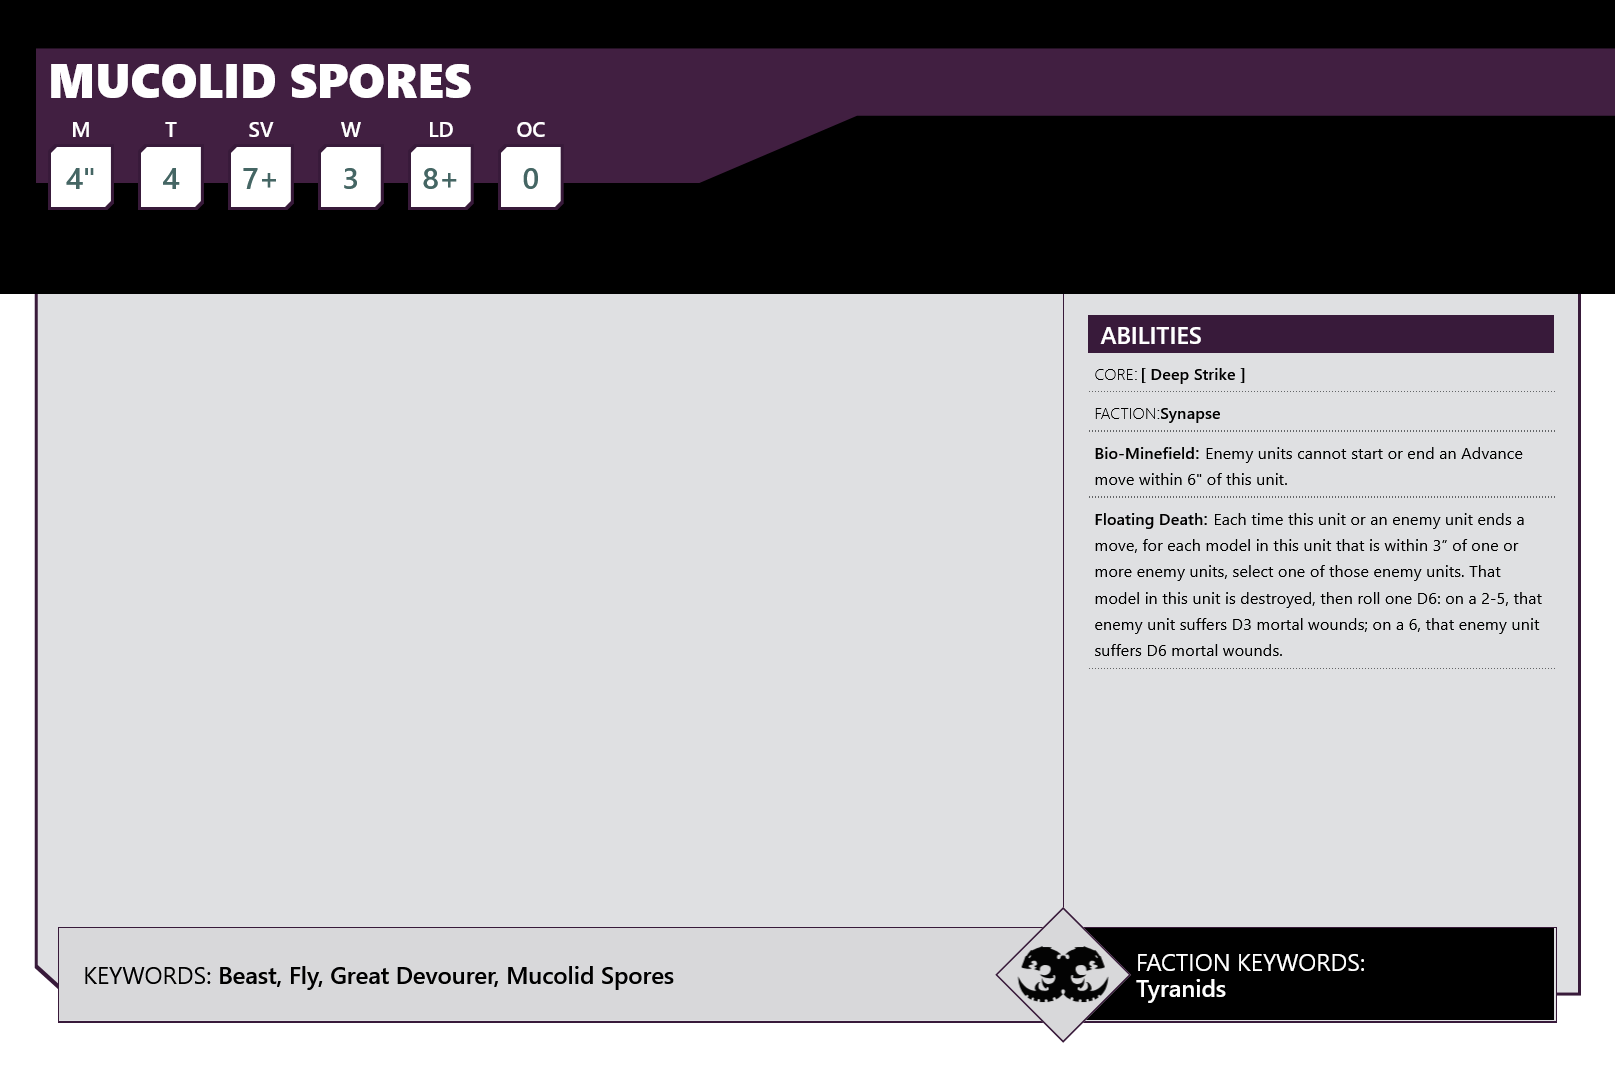 MUCOLID SPORES
M T SV W LD OC
4" 4 7+ 3 8+ 0
ABILITIES
CORE: [ Deep Strike ]
FACTION:Synapse
Bio-Minefield: Enemy units cannot start or end an Advance
move within 6" of this unit.
Floating Death: Each time this unit or an enemy unit ends a
move, for each model in this unit that is within 3" of one or
more enemy units, select one of those enemy units. That
model in this unit is destroyed, then roll one D6: on a 2-5, that
enemy unit suffers D3 mortal wounds; on a 6, that enemy unit
suffers D6 mortal wounds.
KEYWORDS: Beast, Fly, Great Devourer, Mucolid Spores
FACTION KEYWORDS:
Tyranids